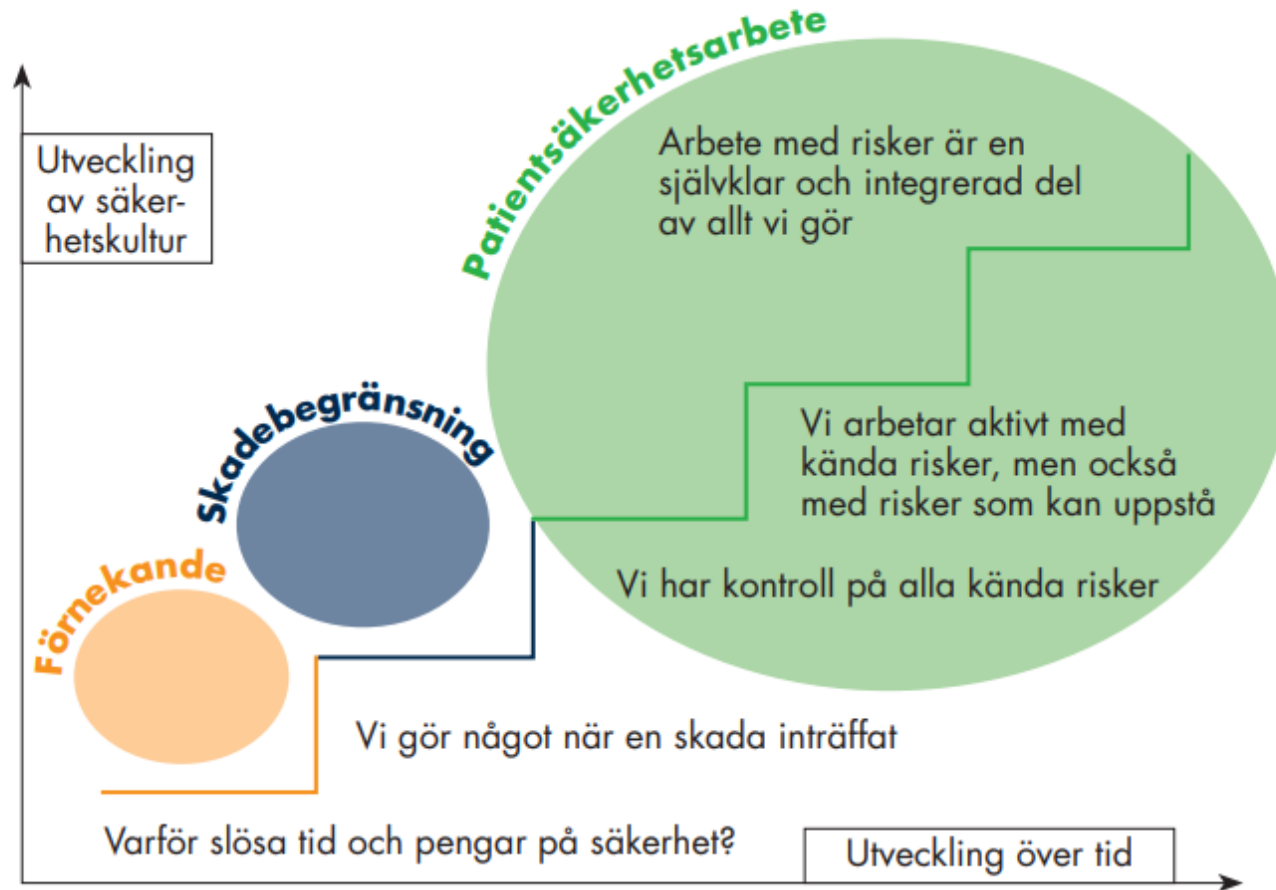 Patientsäkerhetsarbete
Utveckling
av säker-
hetskultur
Arbete med risker är en
självklar och integrerad del
av allt vi gör
Skadebegränsning
Vi arbetar aktivt med
kända risker, men också
med risker som kan uppstå
Förnekande
Vi har kontroll på alla kända risker
Vi gör något när en skada inträffat
Varför slösa tid och pengar på säkerhet?
Utveckling över tid